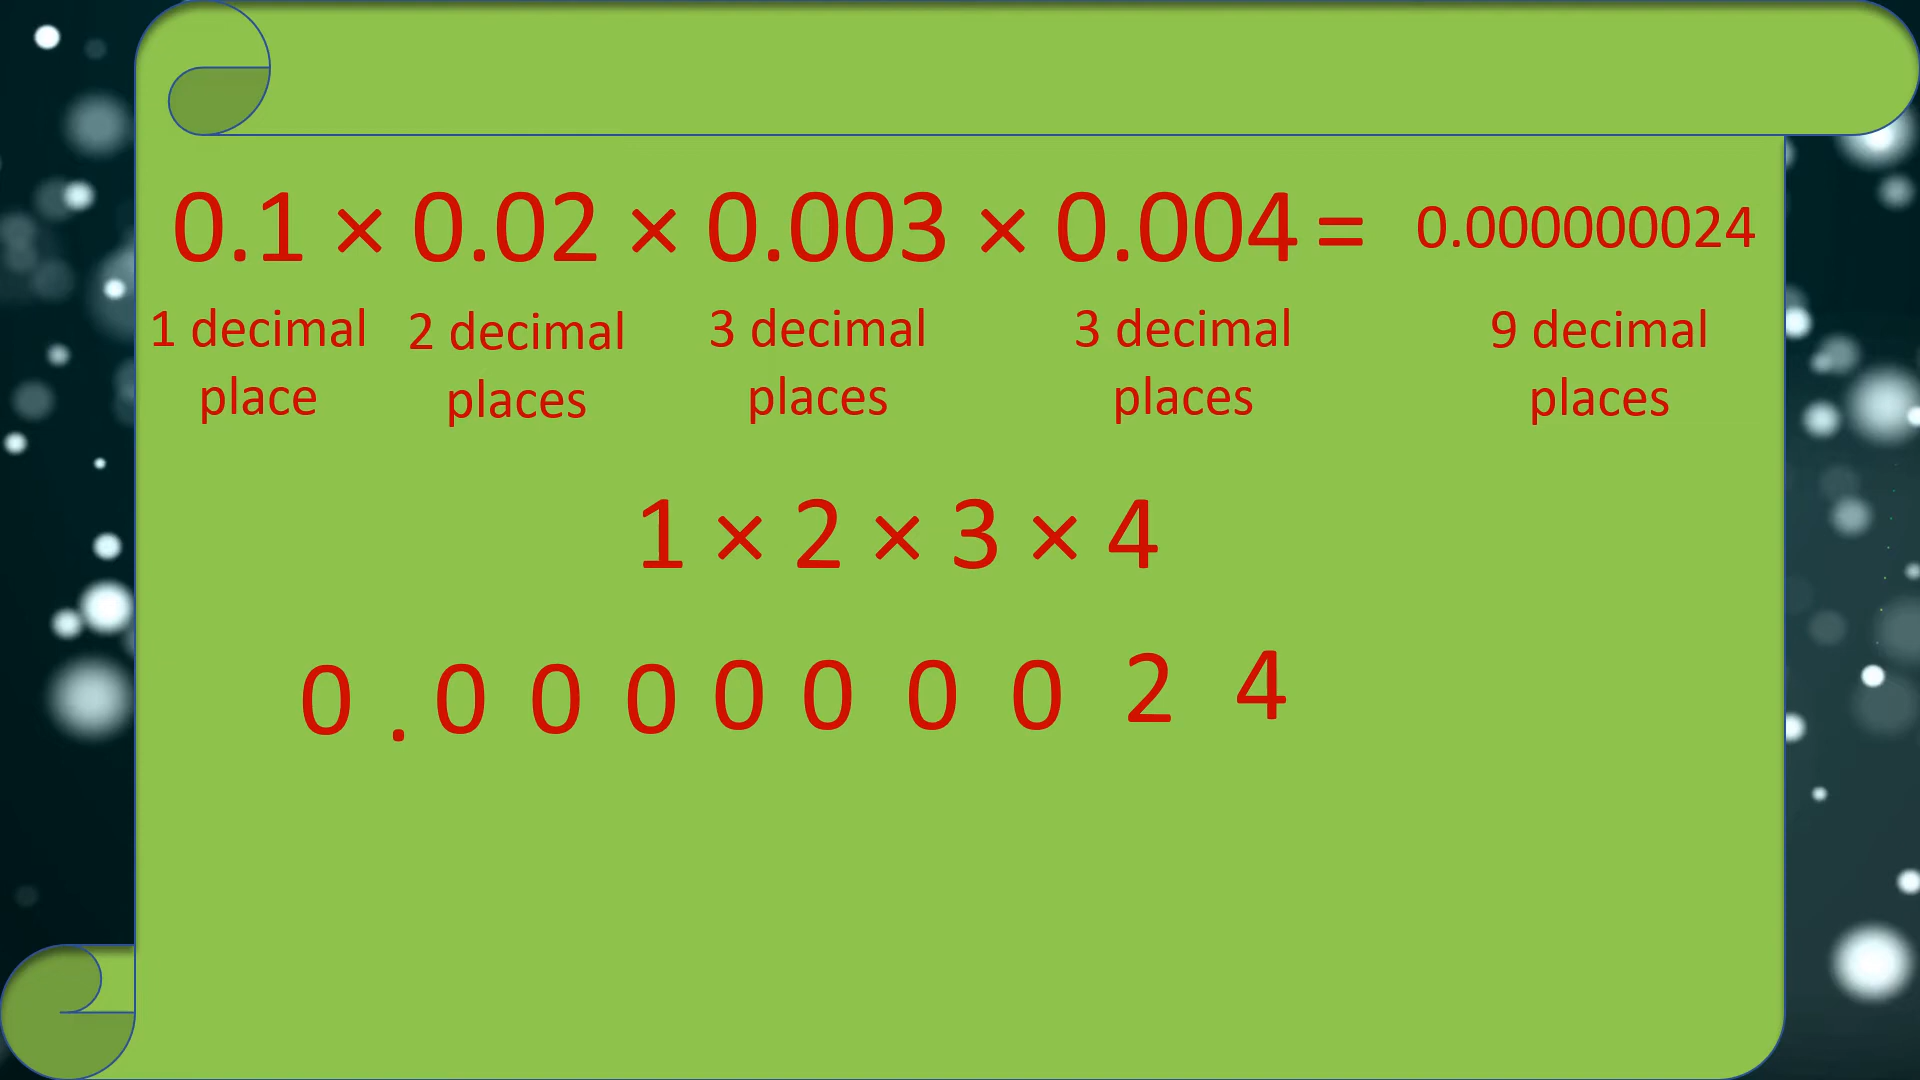 0.1 × 0.02 × 0.003 × 0.004 = 0.000000024
1 decimal place
2 decimal places
3 decimal places
3 decimal places
9 decimal places
1 × 2 × 3 × 4
0 . 0 0 0 0 0 0 0 2 4